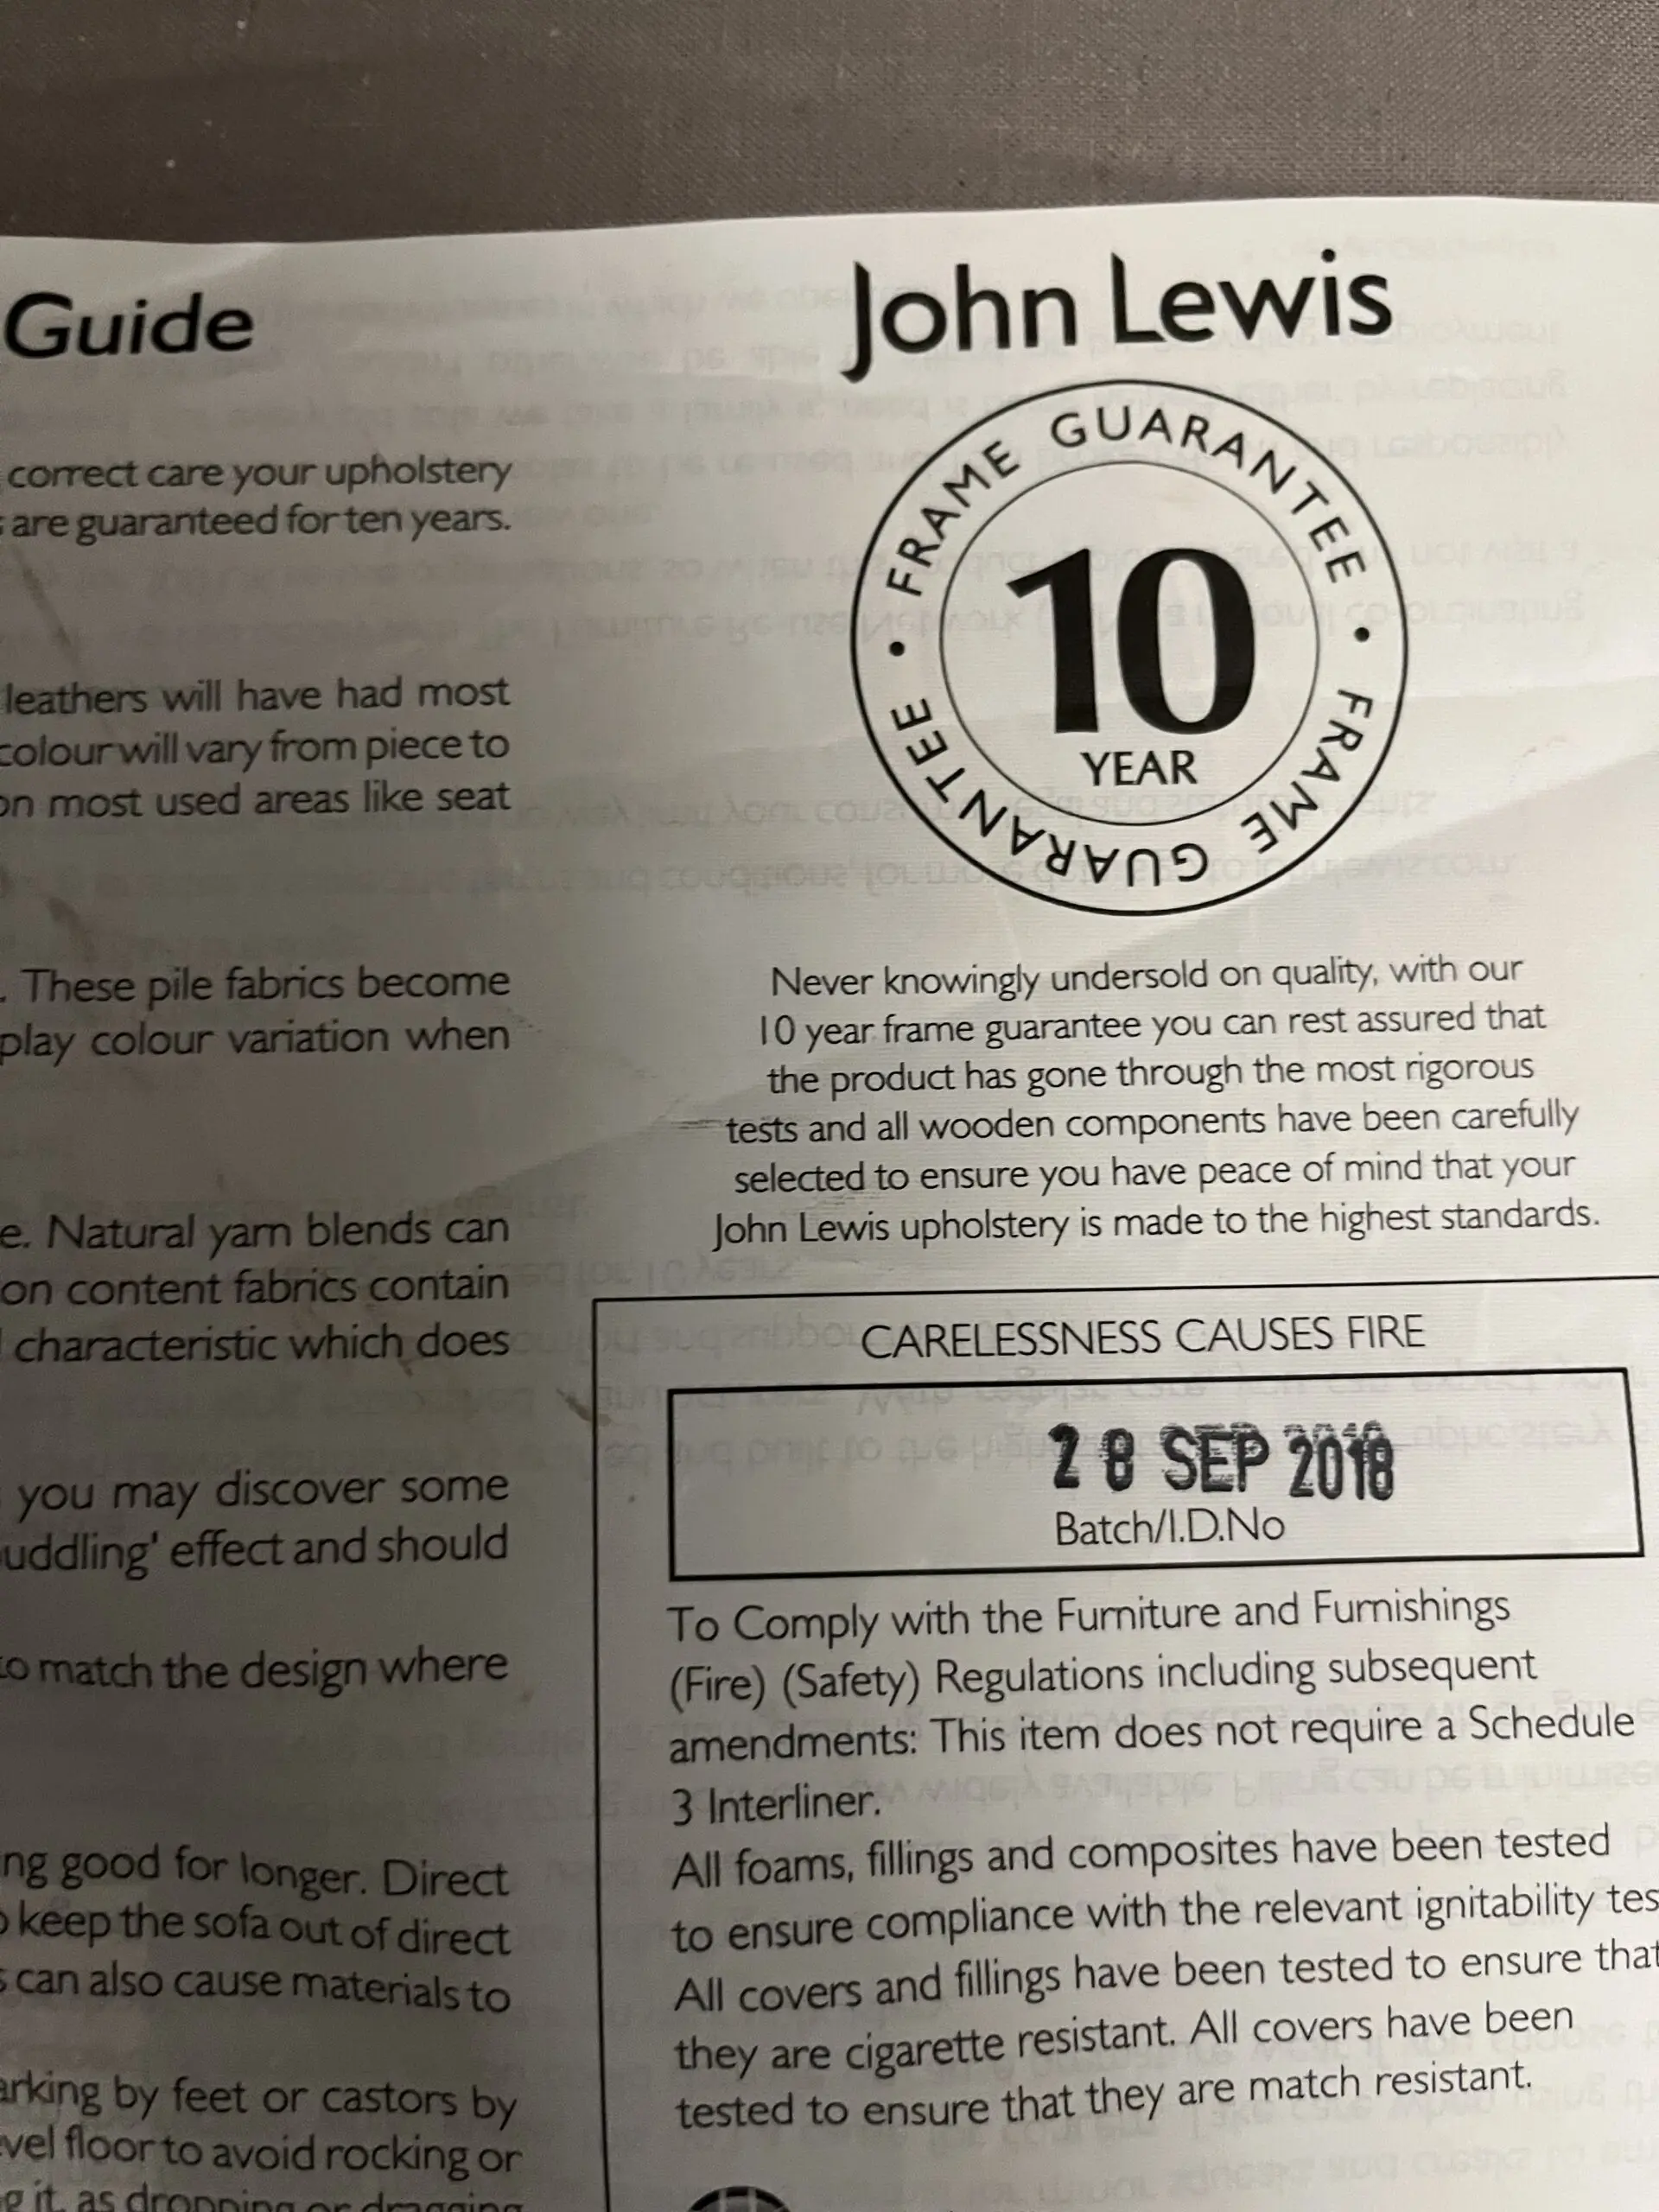 Guide
correct care your upholstery
are guaranteed for ten years.
leathers will have had most
colour will vary from piece to
on most used areas like seat
. These pile fabrics become
play colour variation when
e. Natural yarn blends can
on content fabrics contain
characteristic which does
you may discover some
uddling' effect and should
to match the design where
ng good for longer. Direct
keep the sofa out of direct
s can also cause materials to
arking by feet or castors by
evel floor to avoid rocking or
g it, as dropping or dragging
John Lewis
FRAME GUARANTEE • FRAME GUARANTEE •
10
YEAR
Never knowingly undersold on quality, with our
10 year frame guarantee you can rest assured that
the product has gone through the most rigorous
tests and all wooden components have been carefully
selected to ensure you have peace of mind that your
John Lewis upholstery is made to the highest standards.
CARELESSNESS CAUSES FIRE
28 SEP 2018
Batch/I.D.No
To Comply with the Furniture and Furnishings
(Fire) (Safety) Regulations including subsequent
amendments: This item does not require a Schedule
3 Interliner.
All foams, fillings and composites have been tested
to ensure compliance with the relevant ignitability tes
All covers and fillings have been tested to ensure that
they are cigarette resistant. All covers have been
tested to ensure that they are match resistant.